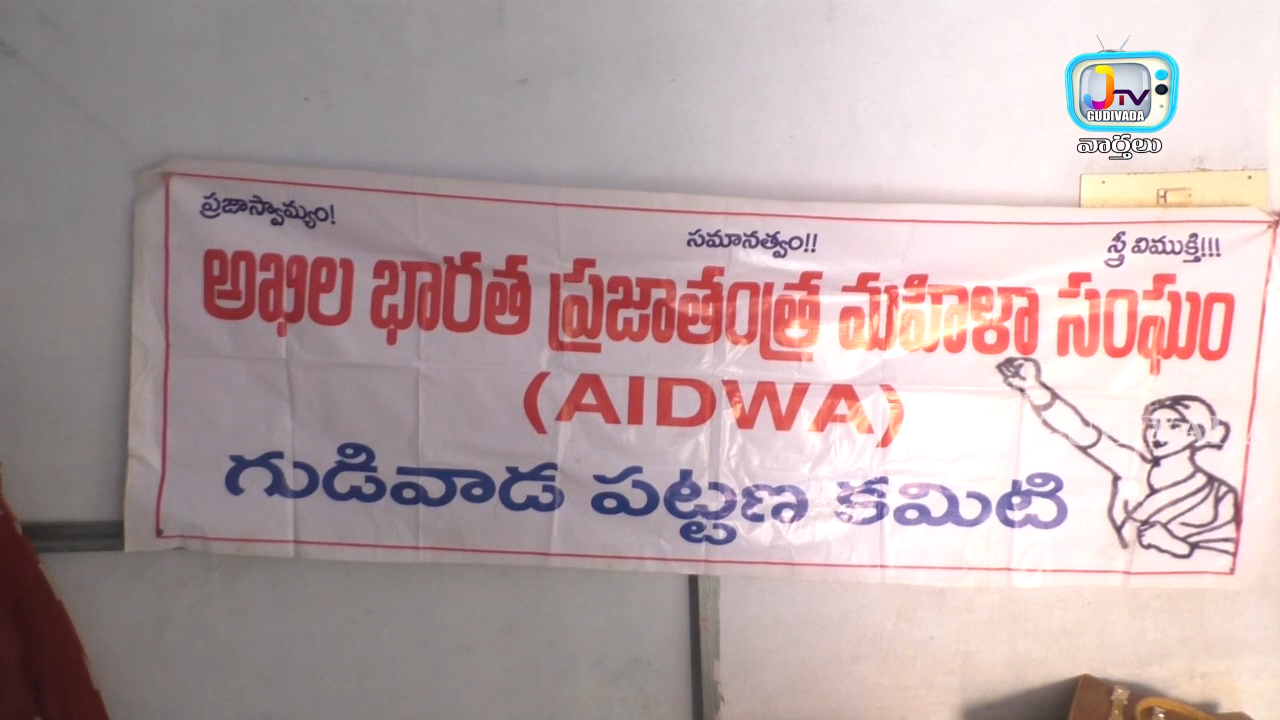 JTV
GUDIVADA
వార్తలు
ప్రజాస్వామ్యం! సమానత్వం!! స్త్రీ విముక్తి!!!
అఖిల భారత ప్రజాతంత్ర మహిళా సంఘం
(AIDWA)
గుడివాడ పట్టణ కమిటి